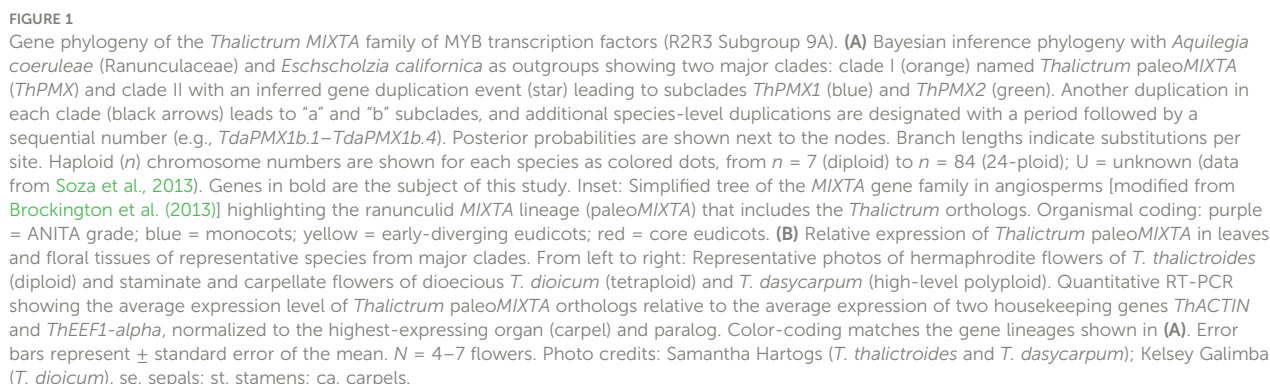 FIGURE 1
Gene phylogeny of the Thalictrum MIXTA family of MYB transcription factors (R2R3 Subgroup 9A). (A) Bayesian inference phylogeny with Aquilegia
coeruleae (Ranunculaceae) and Eschscholzia californica as outgroups showing two major clades: clade I (orange) named Thalictrum paleoMIXTA
(ThPMX) and clade II with an inferred gene duplication event (star) leading to subclades ThPMX1 (blue) and ThPMX2 (green). Another duplication in
each clade (black arrows) leads to “a” and “b” subclades, and additional species-level duplications are designated with a period followed by a
sequential number (e.g., TdaPMX1b.1–TdaPMX1b.4). Posterior probabilities are shown next to the nodes. Branch lengths indicate substitutions per
site. Haploid (n) chromosome numbers are shown for each species as colored dots, from n = 7 (diploid) to n = 84 (24-ploid); U = unknown (data
from Soza et al., 2013). Genes in bold are the subject of this study. Inset: Simplified tree of the MIXTA gene family in angiosperms [modified from
Brockington et al. (2013)] highlighting the ranunculid MIXTA lineage (paleoMIXTA) that includes the Thalictrum orthologs. Organismal coding: purple
= ANITA grade; blue = monocots; yellow = early-diverging eudicots; red = core eudicots. (B) Relative expression of Thalictrum paleoMIXTA in leaves
and floral tissues of representative species from major clades. From left to right: Representative photos of hermaphrodite flowers of T. thalictroides
(diploid) and staminate and carpellate flowers of dioecious T. dioicum (tetraploid) and T. dasycarpum (high-level polyploid). Quantitative RT-PCR
showing the average expression level of Thalictrum paleoMIXTA orthologs relative to the average expression of two housekeeping genes ThACTIN
and ThEEF1-alpha, normalized to the highest-expressing organ (carpel) and paralog. Color-coding matches the gene lineages shown in (A). Error
bars represent ± standard error of the mean. N = 4–7 flowers. Photo credits: Samantha Hartogs (T. thalictroides and T. dasycarpum); Kelsey Galimba
(T. dioicum). se, sepals; st, stamens; ca, carpels.